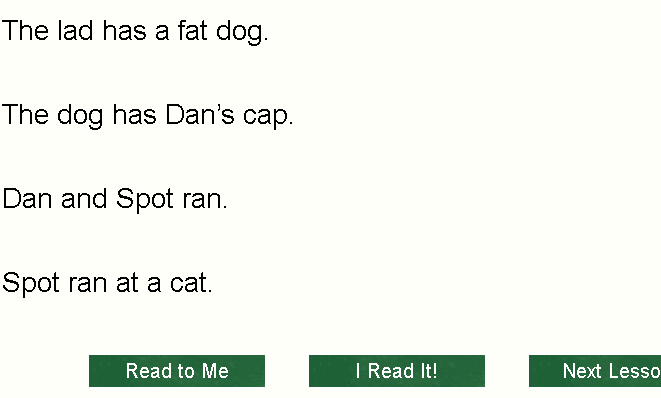 The lad has a fat dog.
The dog has Dan’s cap.
Dan and Spot ran.
Spot ran at a cat.
Read to Me I Read It! Next Lesso